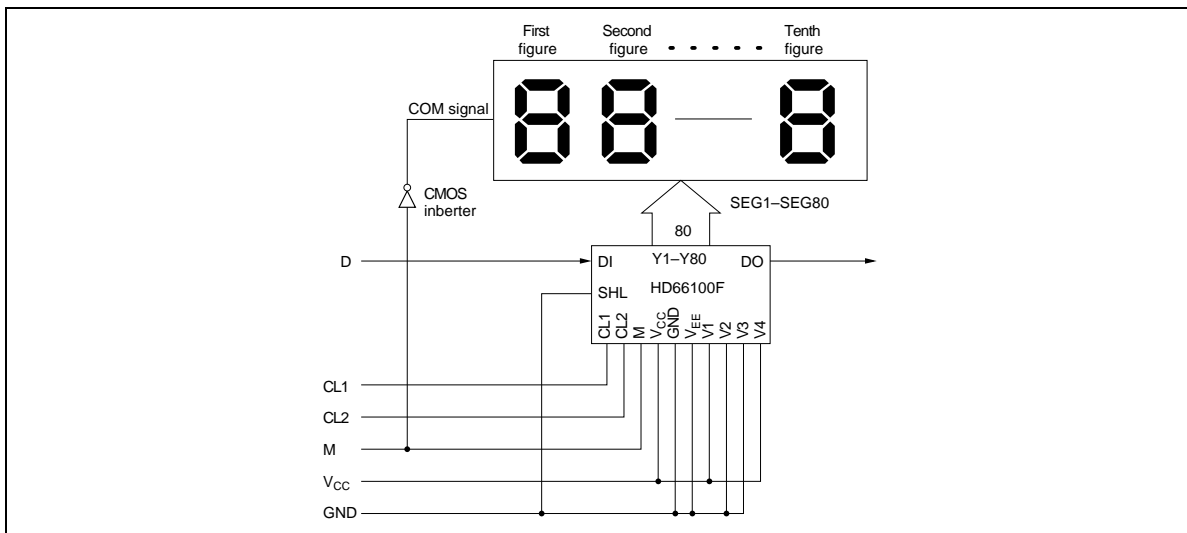 First figure
Second figure
Tenth figure
COM signal
CMOS
inberter
SEG1–SEG80
80
D
DI
Y1–Y80
DO
SHL
HD66100F
CL1
CL2
M
VCC
GND
VEE
V1
V2
V3
V4
CL1
CL2
M
VCC
GND